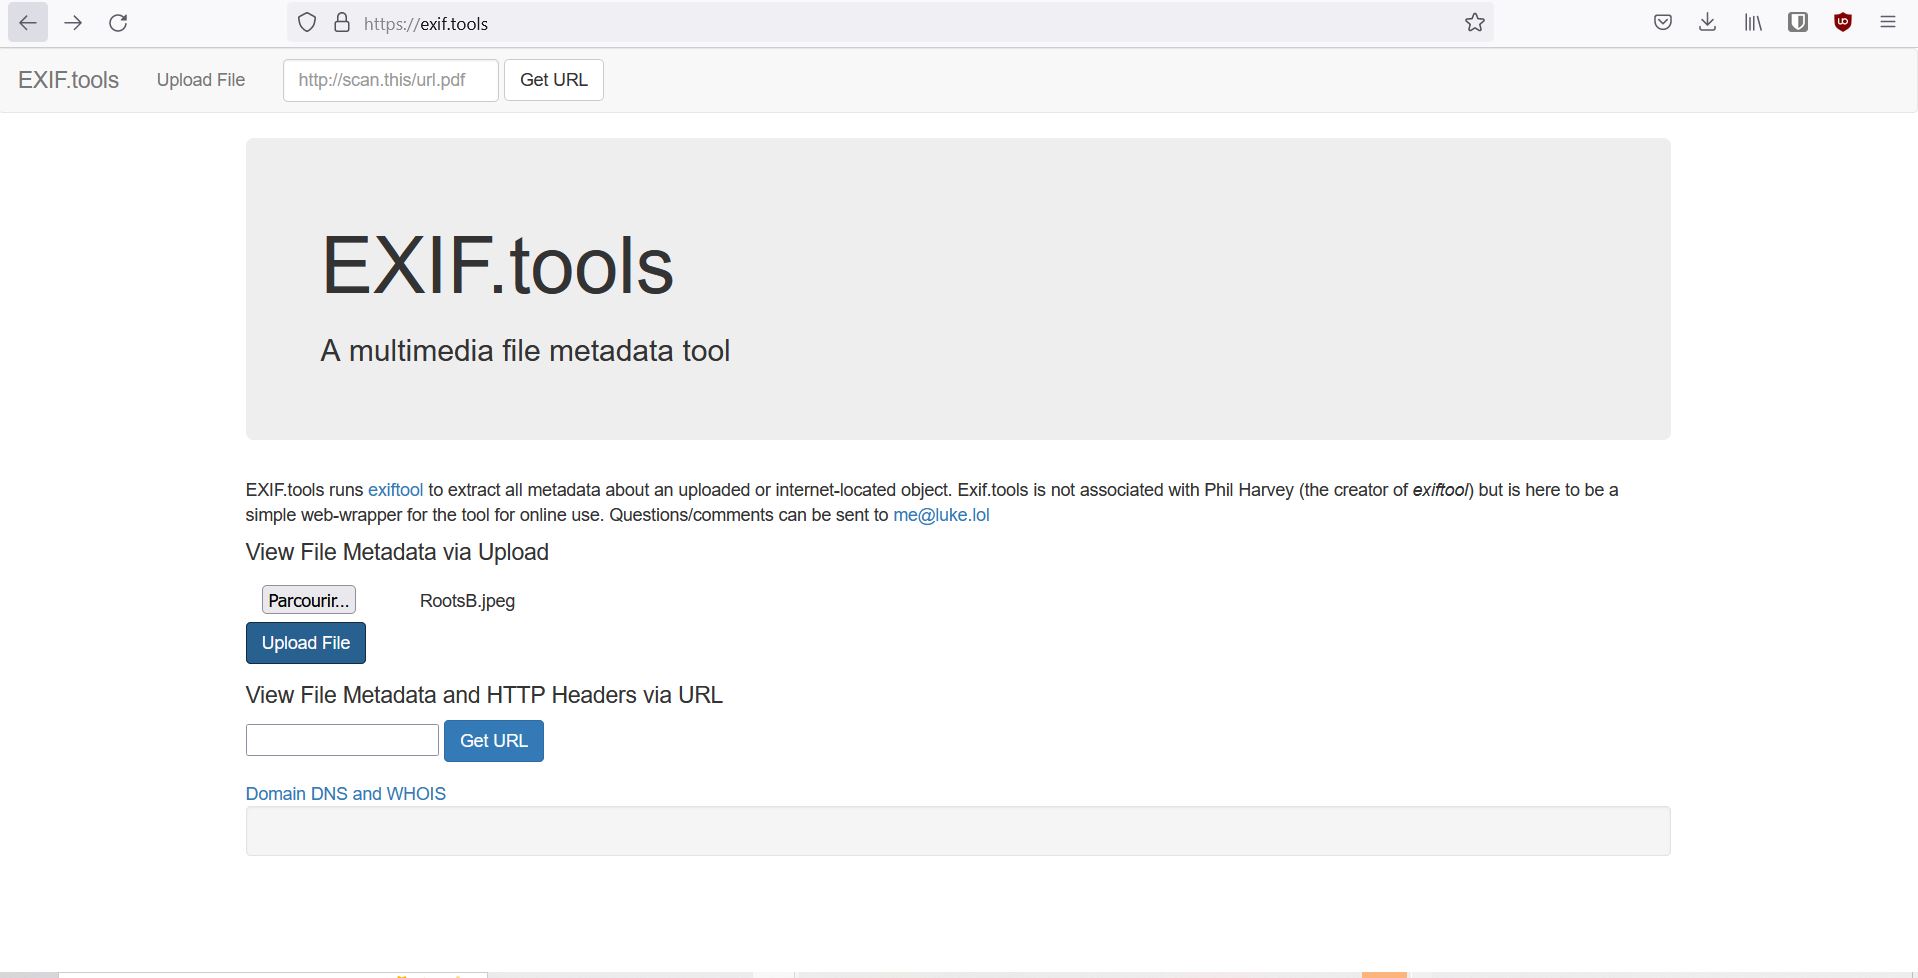 https://exif.tools
EXIF.tools Upload File http://scan.this/url.pdf Get URL
EXIF.tools
A multimedia file metadata tool
EXIF.tools runs exiftool to extract all metadata about an uploaded or internet-located object. Exif.tools is not associated with Phil Harvey (the creator of exiftool) but is here to be a
simple web-wrapper for the tool for online use. Questions/comments can be sent to me@luke.lol
View File Metadata via Upload
Parcourir... RootsB.jpeg
Upload File
View File Metadata and HTTP Headers via URL
Get URL
Domain DNS and WHOIS